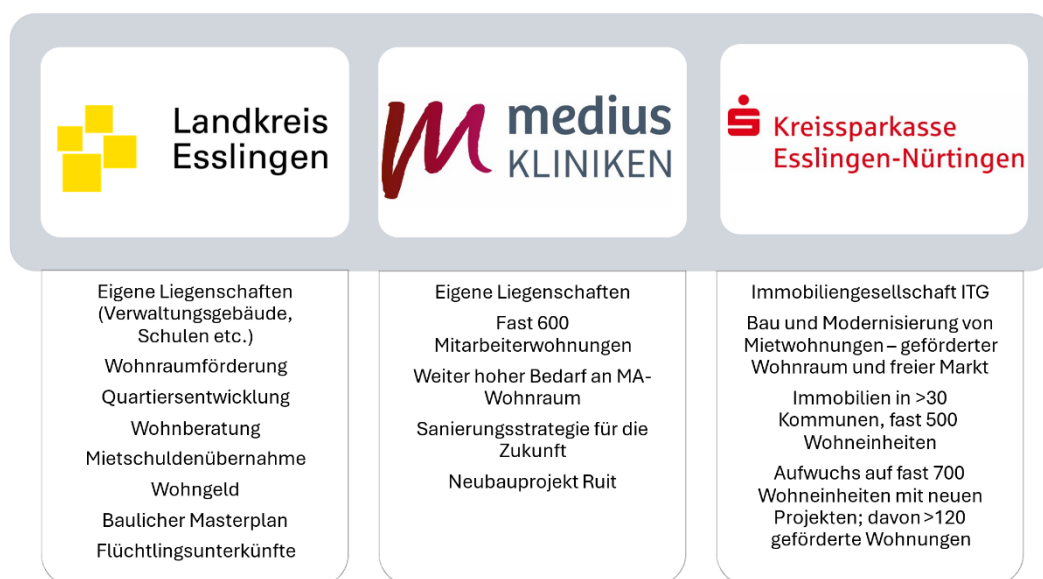 Landkreis
Esslingen
medius
KLINIKEN
Kreissparkasse
Esslingen-Nürtingen
Eigene Liegenschaften
(Verwaltungsgebäude,
Schulen etc.)
Wohnraumförderung
Quartiersentwicklung
Wohnberatung
Mietschuldenübernahme
Wohngeld
Baulicher Masterplan
Flüchtlingsunterkünfte
Eigene Liegenschaften
Fast 600
Mitarbeiterwohnungen
Weiter hoher Bedarf an MA-
Wohnraum
Sanierungsstrategie für die
Zukunft
Neubauprojekt Ruit
Immobiliengesellschaft ITG
Bau und Modernisierung von
Mietwohnungen – geförderter
Wohnraum und freier Markt
Immobilien in >30
Kommunen, fast 500
Wohneinheiten
Aufwuchs auf fast 700
Wohneinheiten mit neuen
Projekten; davon >120
geförderte Wohnungen